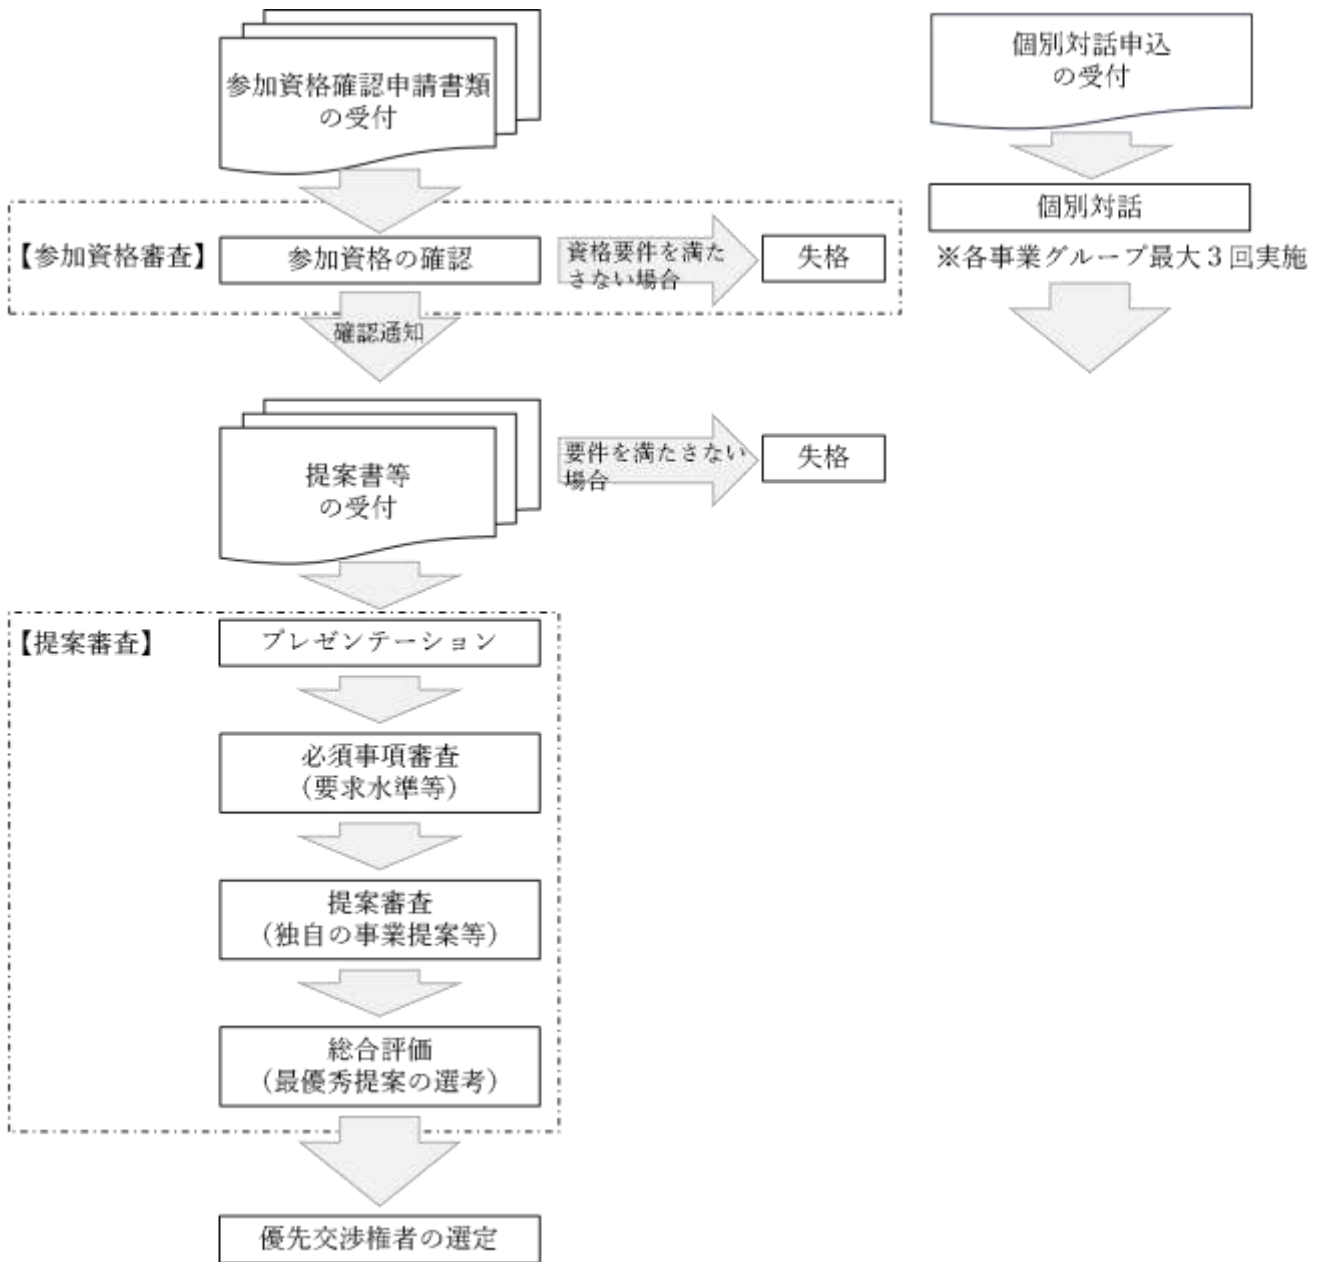 参加資格確認申請書類
の受付
個別対話申込
の受付
個別対話
※各事業グループ最大３回実施
【参加資格審査】
参加資格の確認
資格要件を満た
さない場合
失格
確認通知
提案書等
の受付
要件を満たさない
場合
失格
【提案審査】
プレゼンテーション
必須事項審査
（要求水準等）
提案審査
（独自の事業提案等）
総合評価
（最優秀提案の選考）
優先交渉権者の選定